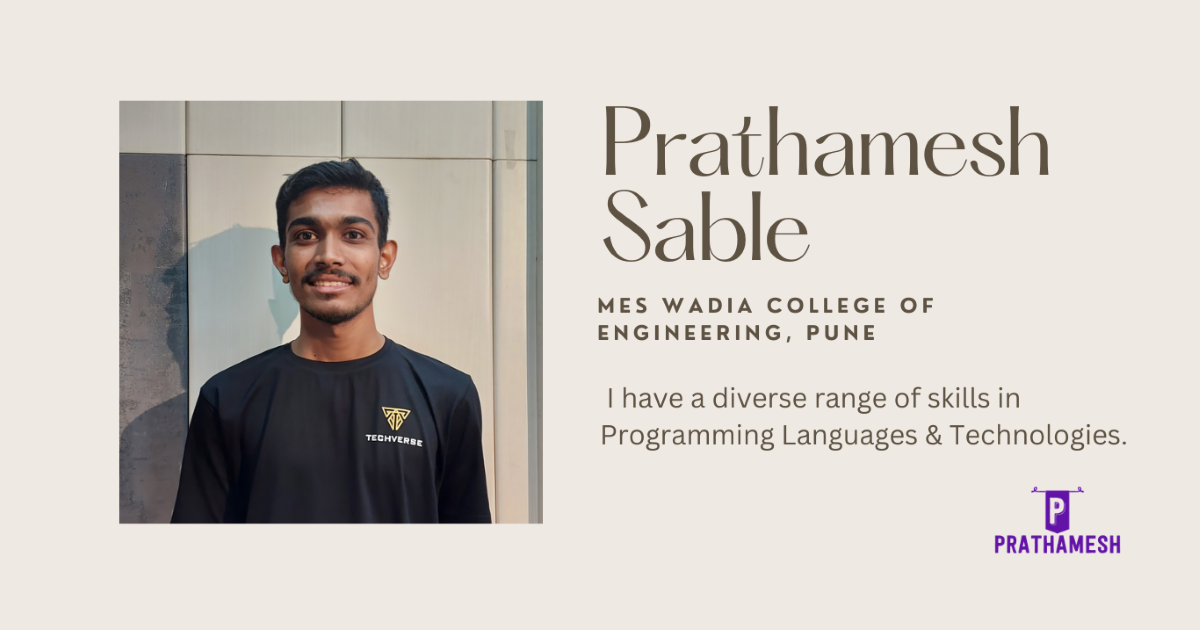 Prathamesh
Sable
MES WADIA COLLEGE OF
ENGINEERING, PUNE
I have a diverse range of skills in
Programming Languages & Technologies.
TECHVERSE
P
PRATHAMESH